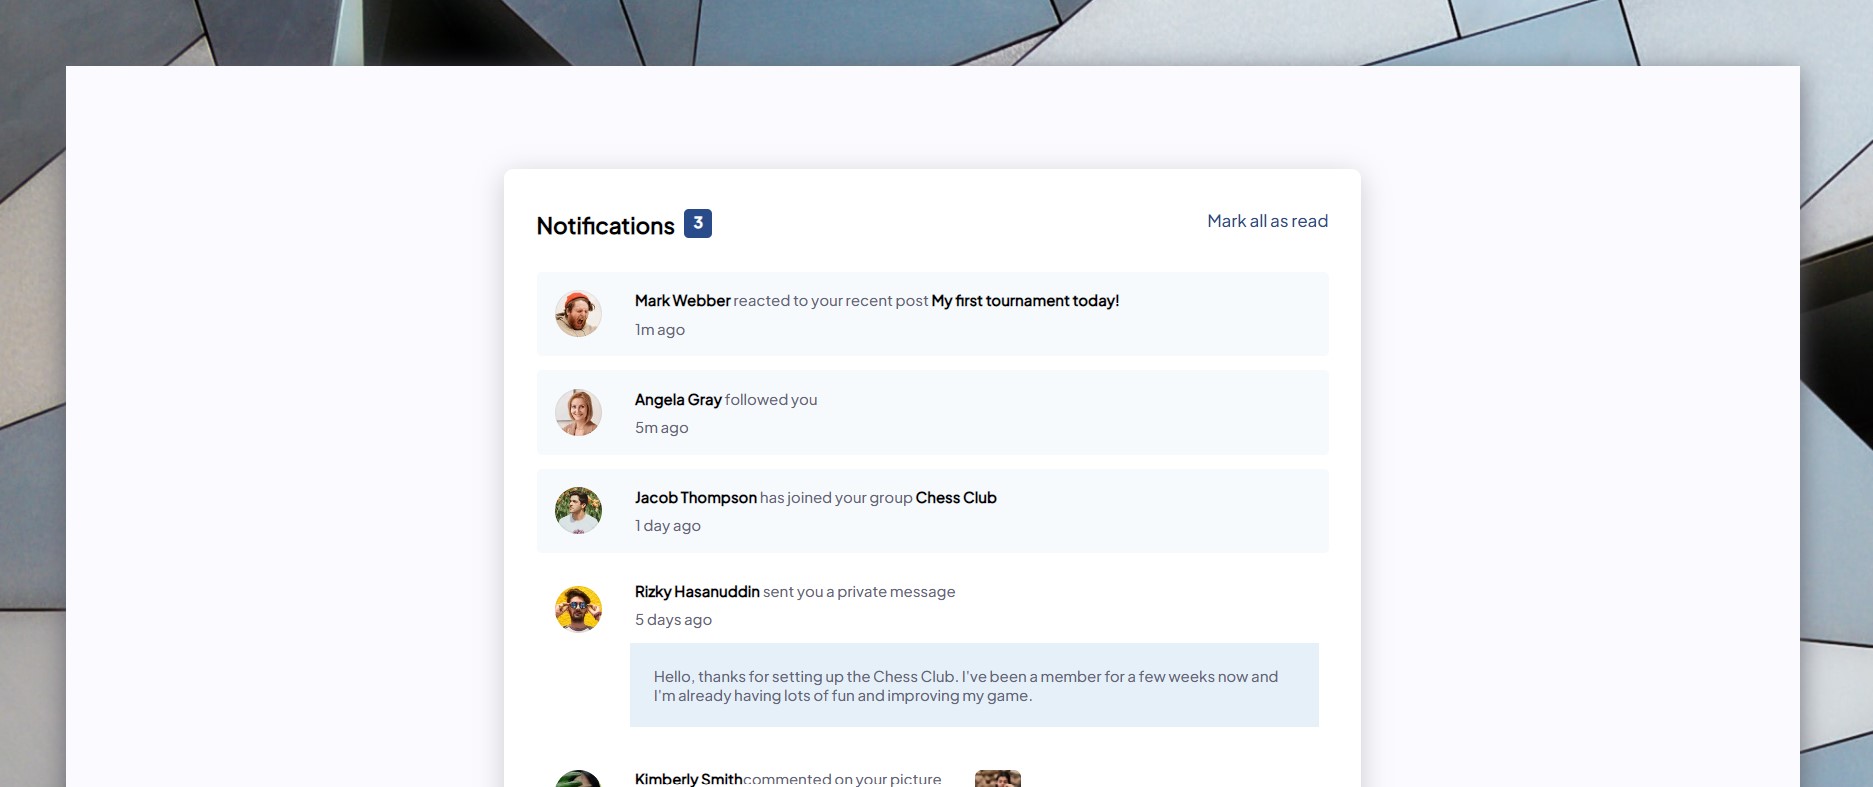 Notifications 3
Mark all as read
Mark Webber reacted to your recent post My first tournament today!
1m ago
Angela Gray followed you
5m ago
Jacob Thompson has joined your group Chess Club
1 day ago
Rizky Hasanuddin sent you a private message
5 days ago
Hello, thanks for setting up the Chess Club. I've been a member for a few weeks now and
I'm already having lots of fun and improving my game.
Kimberly Smithcommented on your picture